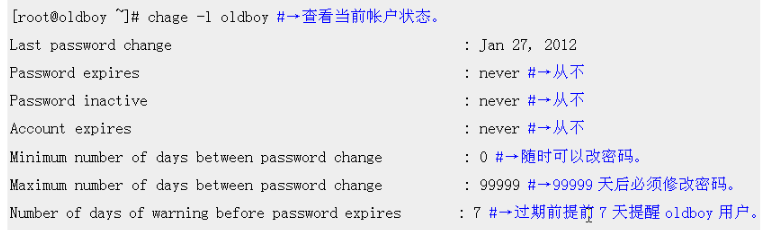 [root@oldboy ~]# chage -l oldboy #→查看当前帐户状态。
Last password change : Jan 27, 2012
Password expires : never #→从不
Password inactive : never #→从不
Account expires : never #→从不
Minimum number of days between password change : 0 #→随时可以改密码。
Maximum number of days between password change : 99999 #→99999 天后必须修改密码。
Number of days of warning before password expires : 7 #→过期前提前 7 天提醒 oldboy 用户。